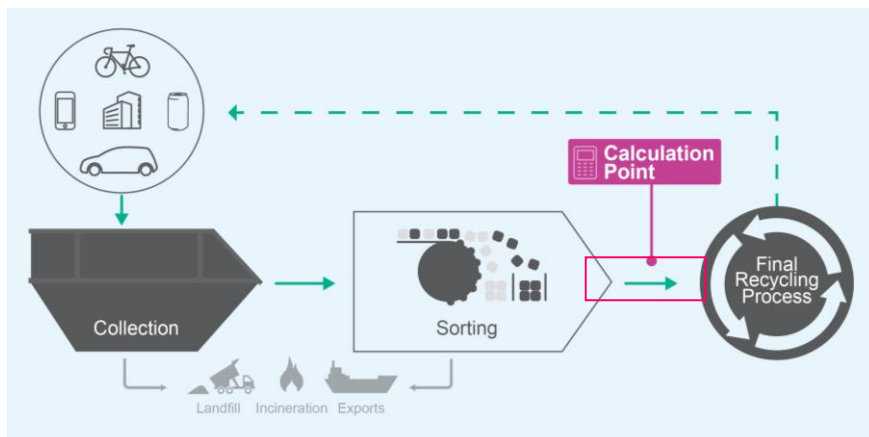 Calculation
Point
Final
Recycling
Process
Collection
Sorting
Landfill
Incineration
Exports